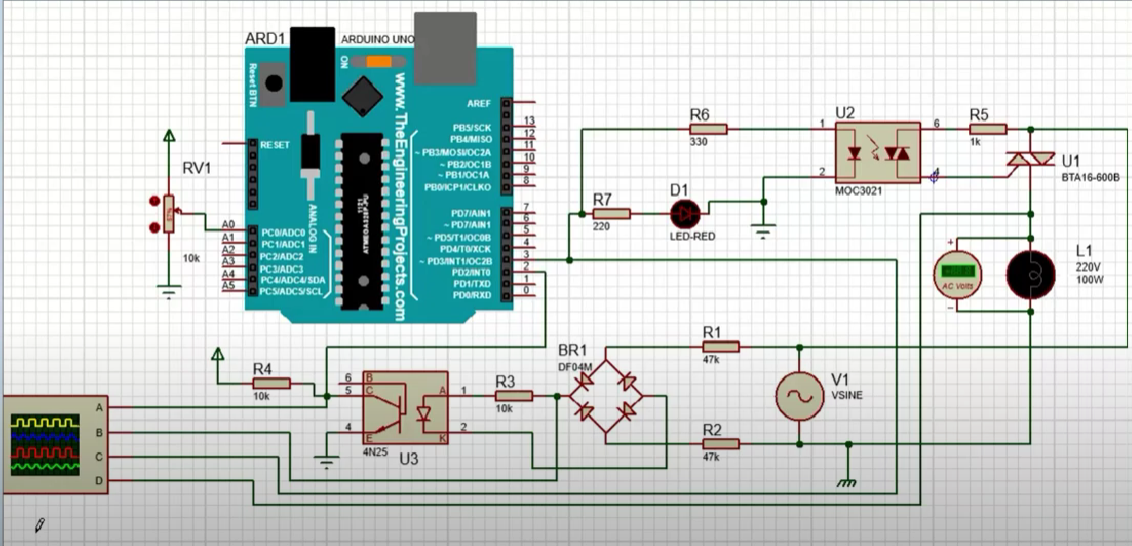 ARD1
ARDUINO UNO
ON
Reset BTN
www.TheEngineeringProjects.com
AREF
13
PB5/SCK
12
PB4/MISO
11
~ PB3/MOSI/OC2A
10
~ PB2/OC1B
9
~ PB1/OC1A
8
PB0/ICP1/CLKO
RESET
ANALOG IN
7
PD7/AIN1
6
~ PD7/AIN1
5
~ PD5/T1/OC0B
4
PD4/T0/XCK
3
~ PD3/INT1/OC2B
2
PD2/INT0
1
PD1/TXD
0
PD0/RXD
A0
PC0/ADC0
A1
PC1/ADC1
A2
PC2/ADC2
A3
PC3/ADC3
A4
PC4/ADC4/SDA
A5
PC5/ADC5/SCL
RV1
10k
R6
330
U2
1
2
6
4
MOC3021
R5
1k
U1
BTA16-600B
R7
220
D1
LED-RED
+
AC Volts
-
L1
220V
100W
R4
10k
6
5
4
B
C
E
A
K
1
2
4N25
U3
R3
10k
BR1
DF04M
R1
47k
R2
47k
V1
VSINE
A
B
C
D